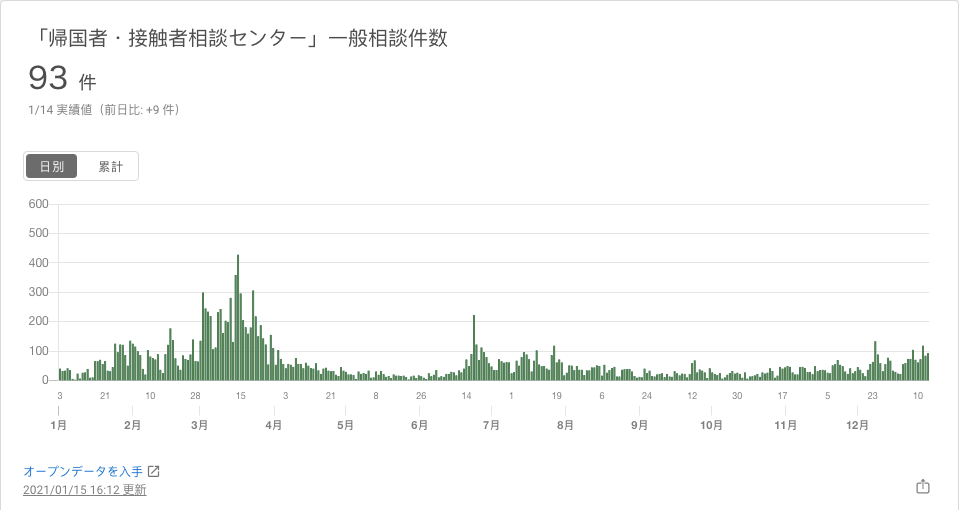 「帰国者・接触者相談センター」一般相談件数
93 件
1/14 実績値（前日比: +9 件）
日別 累計
600
500
400
300
200
100
0
3 21 10 28 15 3 21 8 26 14 1 19 6 24 12 30 17 5 23 10
1月 2月 3月 4月 5月 6月 7月 8月 9月 10月 11月 12月
オープンデータを入手
2021/01/15 16:12 更新